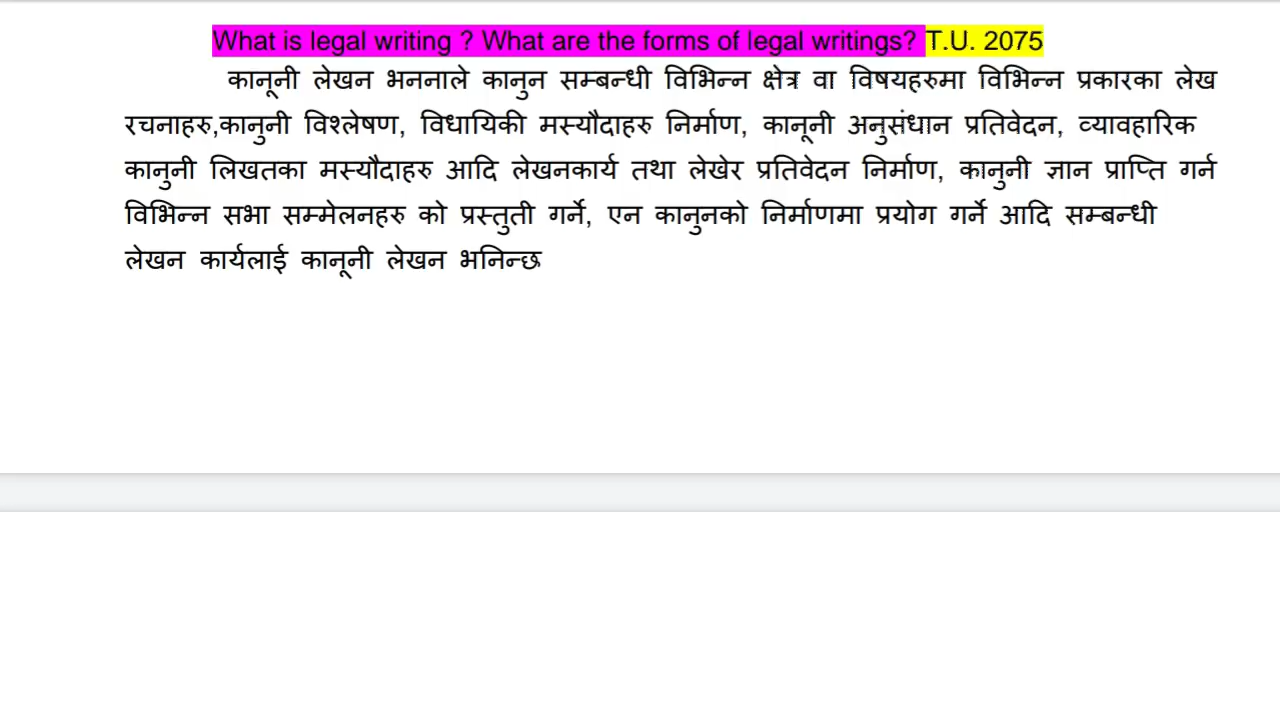 What is legal writing ? What are the forms of legal writings? T.U. 2075
कानूनी लेखन भननाले कानुन सम्बन्धी विभिन्न क्षेत्र वा विषयहरुमा विभिन्न प्रकारका लेख
रचनाहरु,कानुनी विश्लेषण, विधायिकी मस्यौदाहरु निर्माण, कानूनी अनुसंधान प्रतिवेदन, व्यावहारिक
कानुनी लिखतका मस्यौदाहरु आदि लेखनकार्य तथा लेखेर प्रतिवेदन निर्माण, कानुनी ज्ञान प्राप्ति गर्न
विभिन्न सभा सम्मेलनहरु को प्रस्तुती गर्ने, एन कानुनको निर्माणमा प्रयोग गर्ने आदि सम्बन्धी
लेखन कार्यलाई कानूनी लेखन भनिन्छ